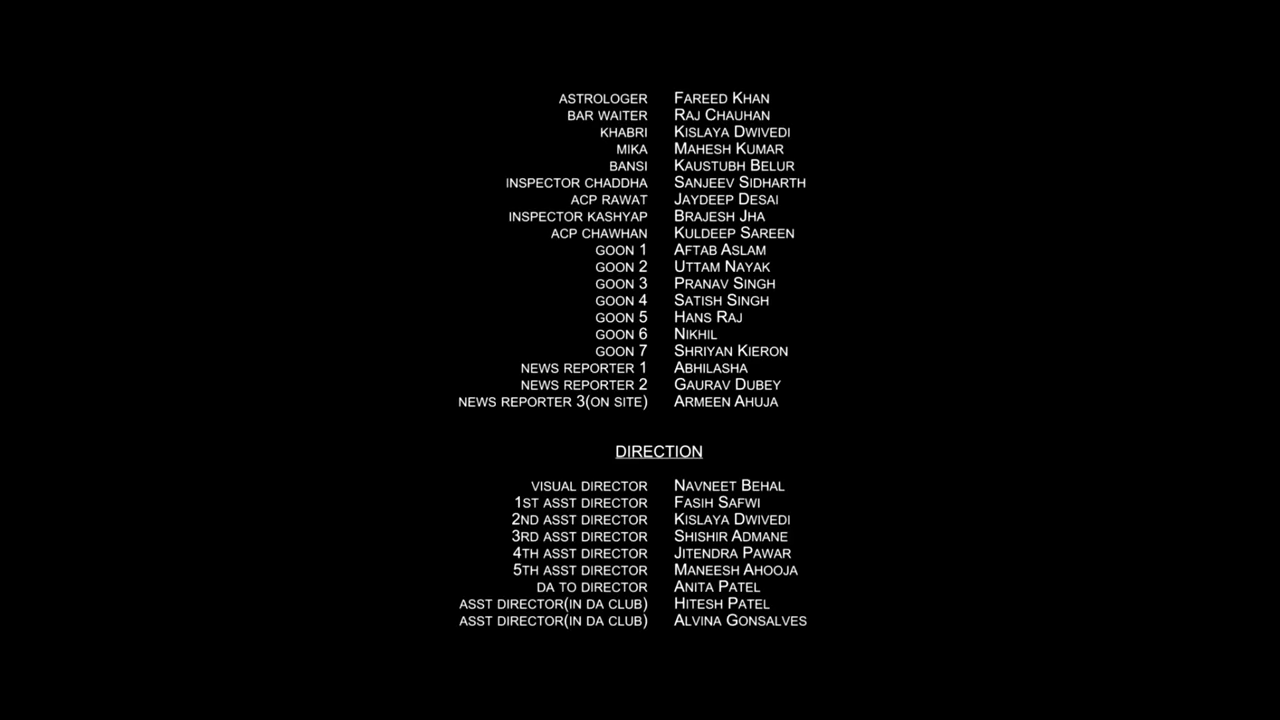 ASTROLOGER FAREED KHAN
BAR WAITER RAJ CHAUHAN
KHABRI KISLAYA DWIVEDI
MIKA MAHESH KUMAR
BANSI KAUSTUBH BELUR
INSPECTOR CHADDHA SANJEEV SIDHARTH
ACP RAWAT JAYDEEP DESAI
INSPECTOR KASHYAP BRAJESH JHA
ACP CHAWHAN KULDEEP SAREEN
GOON 1 AFTAB ASLAM
GOON 2 UTTAM NAYAK
GOON 3 PRANAV SINGH
GOON 4 SATISH SINGH
GOON 5 HANS RAJ
GOON 6 NIKHIL
GOON 7 SHRIYAN KIERON
NEWS REPORTER 1 ABHILASHA
NEWS REPORTER 2 GAURAV DUBEY
NEWS REPORTER 3(ON SITE) ARMEEN AHUJA
DIRECTION
VISUAL DIRECTOR NAVNEET BEHAL
1ST ASST DIRECTOR FASIH SAFWI
2ND ASST DIRECTOR KISLAYA DWIVEDI
3RD ASST DIRECTOR SHISHIR ADMANE
4TH ASST DIRECTOR JITENDRA PAWAR
5TH ASST DIRECTOR MANEESH AHOOJA
DA TO DIRECTOR ANITA PATEL
ASST DIRECTOR(IN DA CLUB) HITESH PATEL
ASST DIRECTOR(IN DA CLUB) ALVINA GONSALVES